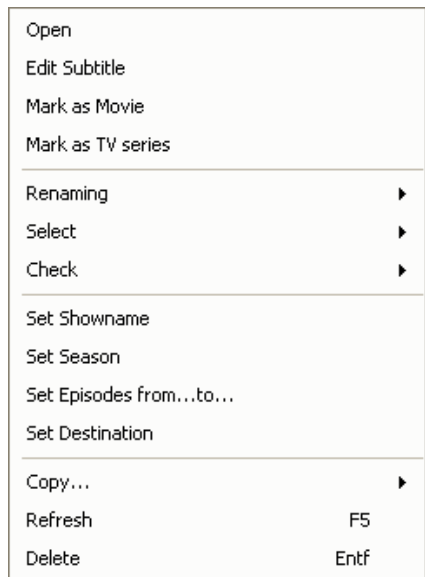 Open
Edit Subtitle
Mark as Movie
Mark as TV series
Renaming
Select
Check
Set Showname
Set Season
Set Episodes from...to...
Set Destination
Copy...
Refresh F5
Delete Entf